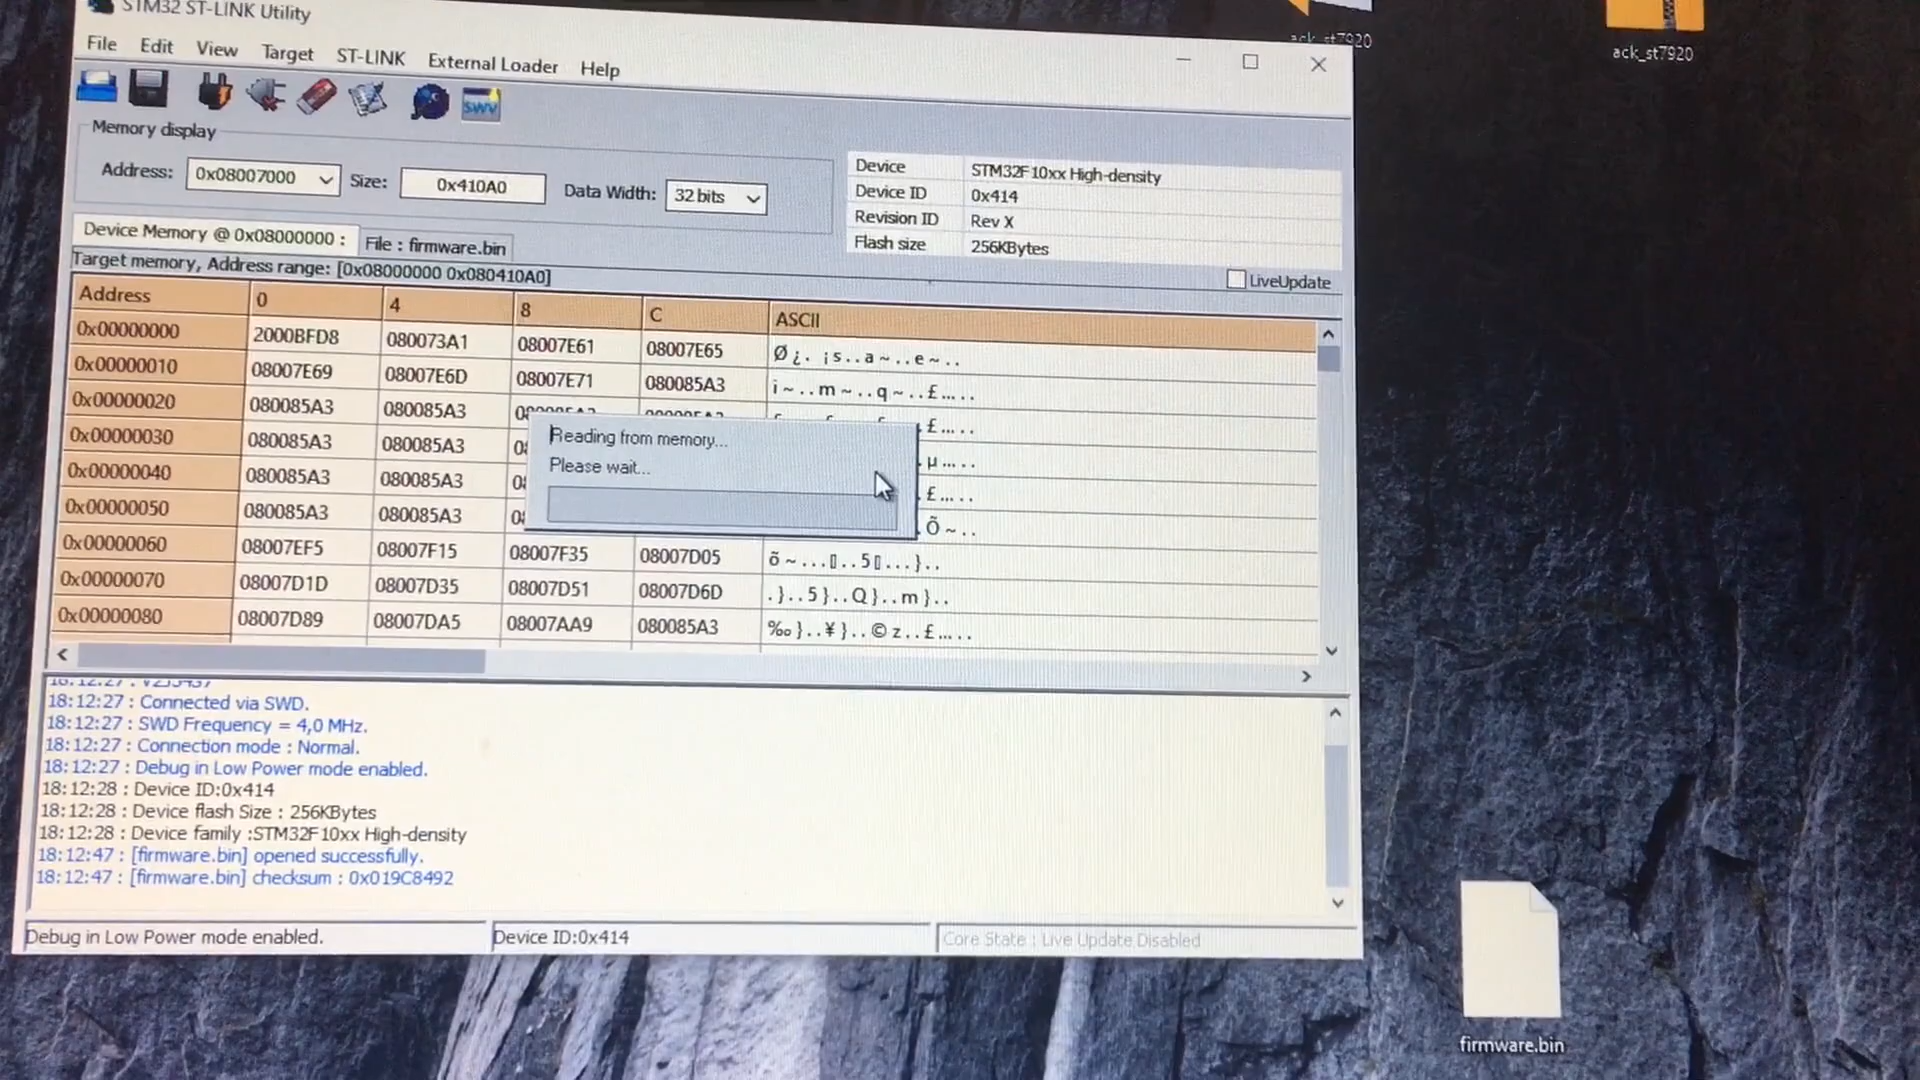 STM32 ST-LINK Utility
File Edit View Target ST-LINK External Loader Help
SWV
Memory display
Address: 0x08007000 Size: 0x410A0 Data Width: 32 bits
Device STM32F10xx High-density
Device ID 0x414
Revision ID Rev X
Flash size 256KBytes
LiveUpdate
Device Memory @ 0x08000000 : File : firmware.bin
Target memory, Address range: [0x08000000 0x080410A0]
Address 0 4 8 C ASCII
0x00000000 2000BFD8 080073A1 08007E61 08007E65 Ø¿. ¡s..a~..e~..
0x00000010 08007E69 08007E6D 08007E71 080085A3 i~..m~..q~..£.....
0x00000020 080085A3 080085A3 .£.....
0x00000030 080085A3 080085A3 .µ.....
0x00000040 080085A3 080085A3 .£.....
0x00000050 080085A3 080085A3 .Õ~..
0x00000060 08007EF5 08007F15 08007F35 08007D05 õ~...▯..5▯...}..
0x00000070 08007D1D 08007D35 08007D51 08007D6D .}..5}..Q}..m}..
0x00000080 08007D89 08007DA5 08007AA9 080085A3 ‰}..¥}..©z..£.....
Reading from memory...
Please wait...
18:12:27 : Connected via SWD.
18:12:27 : SWD Frequency = 4,0 MHz.
18:12:27 : Connection mode : Normal.
18:12:27 : Debug in Low Power mode enabled.
18:12:28 : Device ID:0x414
18:12:28 : Device flash Size : 256KBytes
18:12:28 : Device family :STM32F10xx High-density
18:12:47 : [firmware.bin] opened successfully.
18:12:47 : [firmware.bin] checksum : 0x019C8492
Debug in Low Power mode enabled. Device ID:0x414 Core State : Live Update Disabled
ack_st7920
ack_st7920
firmware.bin